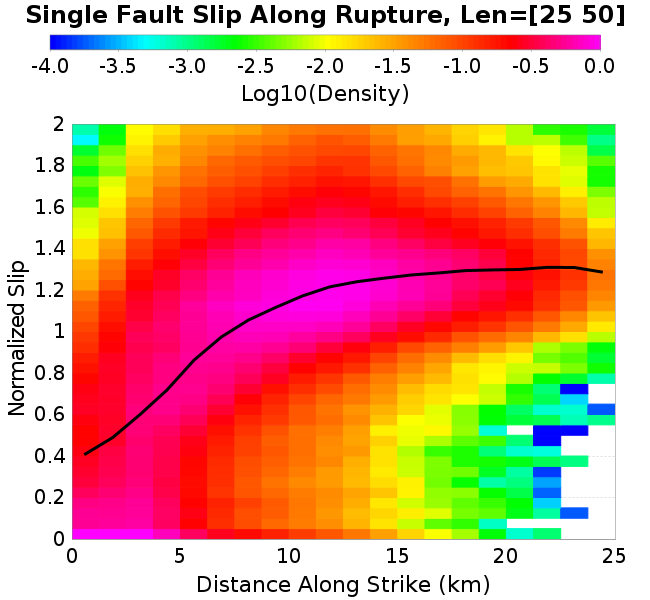 Single Fault Slip Along Rupture, Len=[25 50]
-4.0 -3.5 -3.0 -2.5 -2.0 -1.5 -1.0 -0.5 0.0
Log10(Density)
2
1.8
1.6
1.4
1.2
1
0.8
0.6
0.4
0.2
0
Normalized Slip
0 5 10 15 20 25
Distance Along Strike (km)